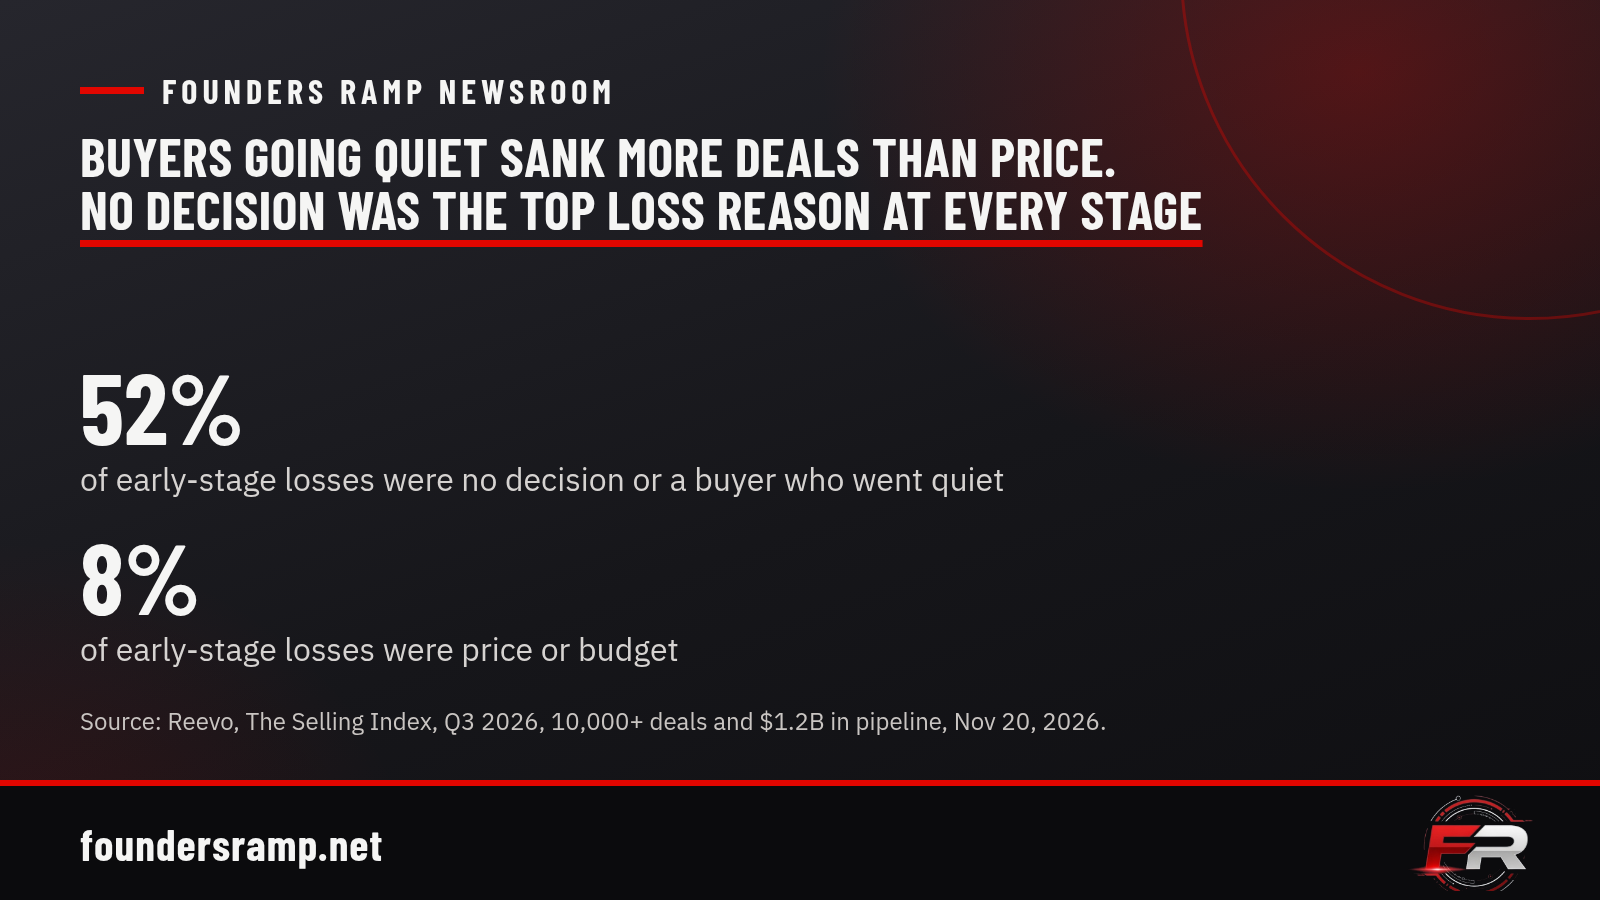 FOUNDERS RAMP NEWSROOM
BUYERS GOING QUIET SANK MORE DEALS THAN PRICE.
NO DECISION WAS THE TOP LOSS REASON AT EVERY STAGE
52%
of early-stage losses were no decision or a buyer who went quiet
8%
of early-stage losses were price or budget
Source: Reevo, The Selling Index, Q3 2026, 10,000+ deals and $1.2B in pipeline, Nov 20, 2026.
foundersramp.net
FR